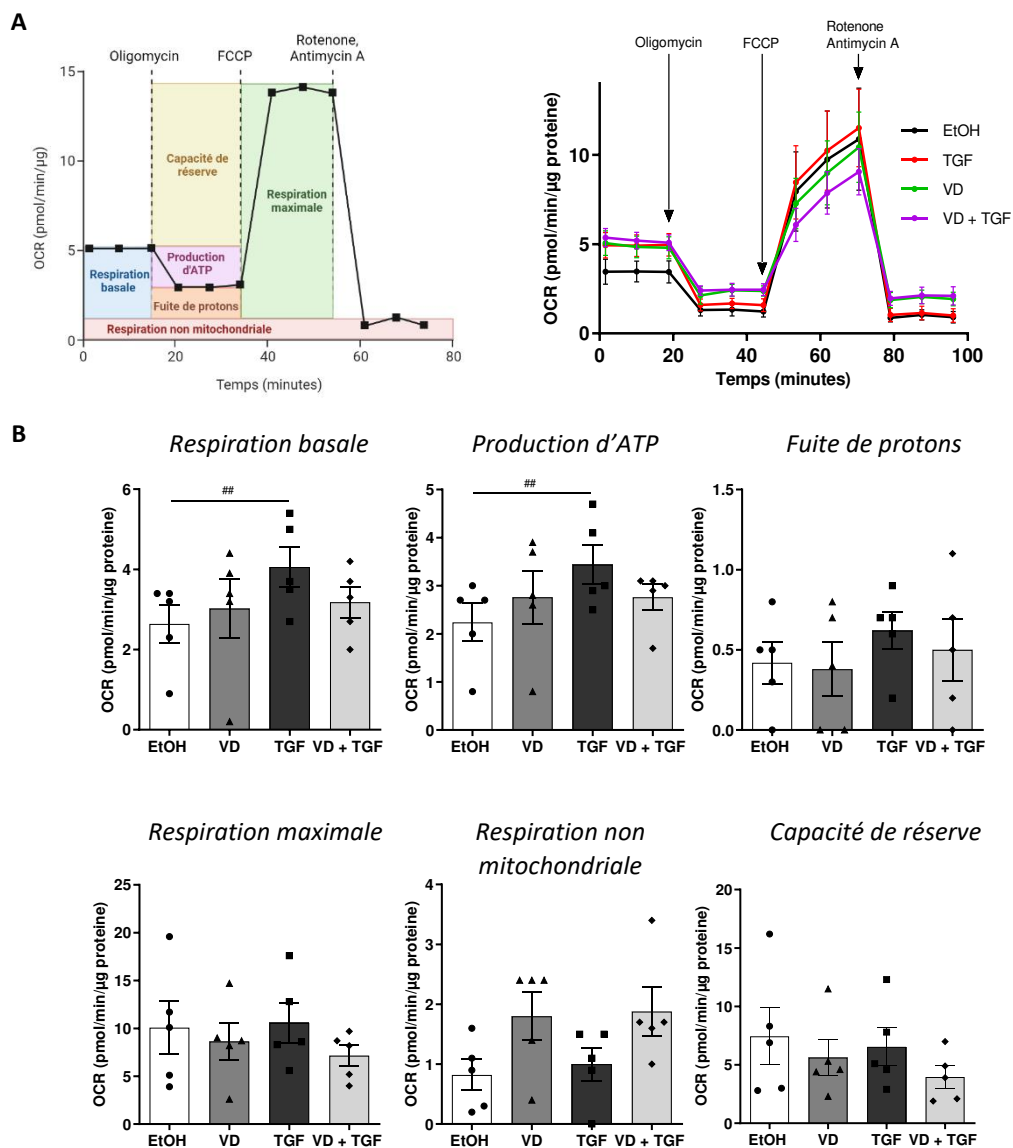 A
Oligomycin
FCCP
Rotenone,
Antimycin A
15
10
5
0
OCR (pmol/min/µg)
Capacité de
réserve
Respiration
maximale
Production
d'ATP
Respiration
basale
Fuite de protons
Respiration non mitochondriale
0
20
40
60
80
Temps (minutes)
Oligomycin
FCCP
Rotenone
Antimycin A
10
5
0
OCR (pmol/min/µg proteine)
EtOH
TGF
VD
VD + TGF
0
20
40
60
80
100
Temps (minutes)
B
Respiration basale
##
6
4
2
0
OCR (pmol/min/µg proteine)
EtOH
VD
TGF
VD + TGF
Production d'ATP
##
5
4
3
2
1
0
OCR (pmol/min/µg proteine)
EtOH
VD
TGF
VD + TGF
Fuite de protons
1.5
1.0
0.5
0.0
OCR (pmol/min/µg proteine)
EtOH
VD
TGF
VD + TGF
Respiration maximale
25
20
15
10
5
0
OCR (pmol/min/µg proteine)
EtOH
VD
TGF
VD + TGF
Respiration non
mitochondriale
4
3
2
1
0
OCR (pmol/min/µg proteine)
EtOH
VD
TGF
VD + TGF
Capacité de réserve
20
15
10
5
0
OCR (pmol/min/µg proteine)
EtOH
VD
TGF
VD + TGF